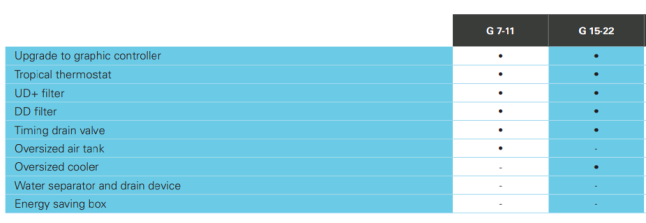 G 7-11 G 15-22
Upgrade to graphic controller • •
Tropical thermostat • •
UD+ filter • •
DD filter • •
Timing drain valve • •
Oversized air tank • -
Oversized cooler - •
Water separator and drain device - -
Energy saving box - -